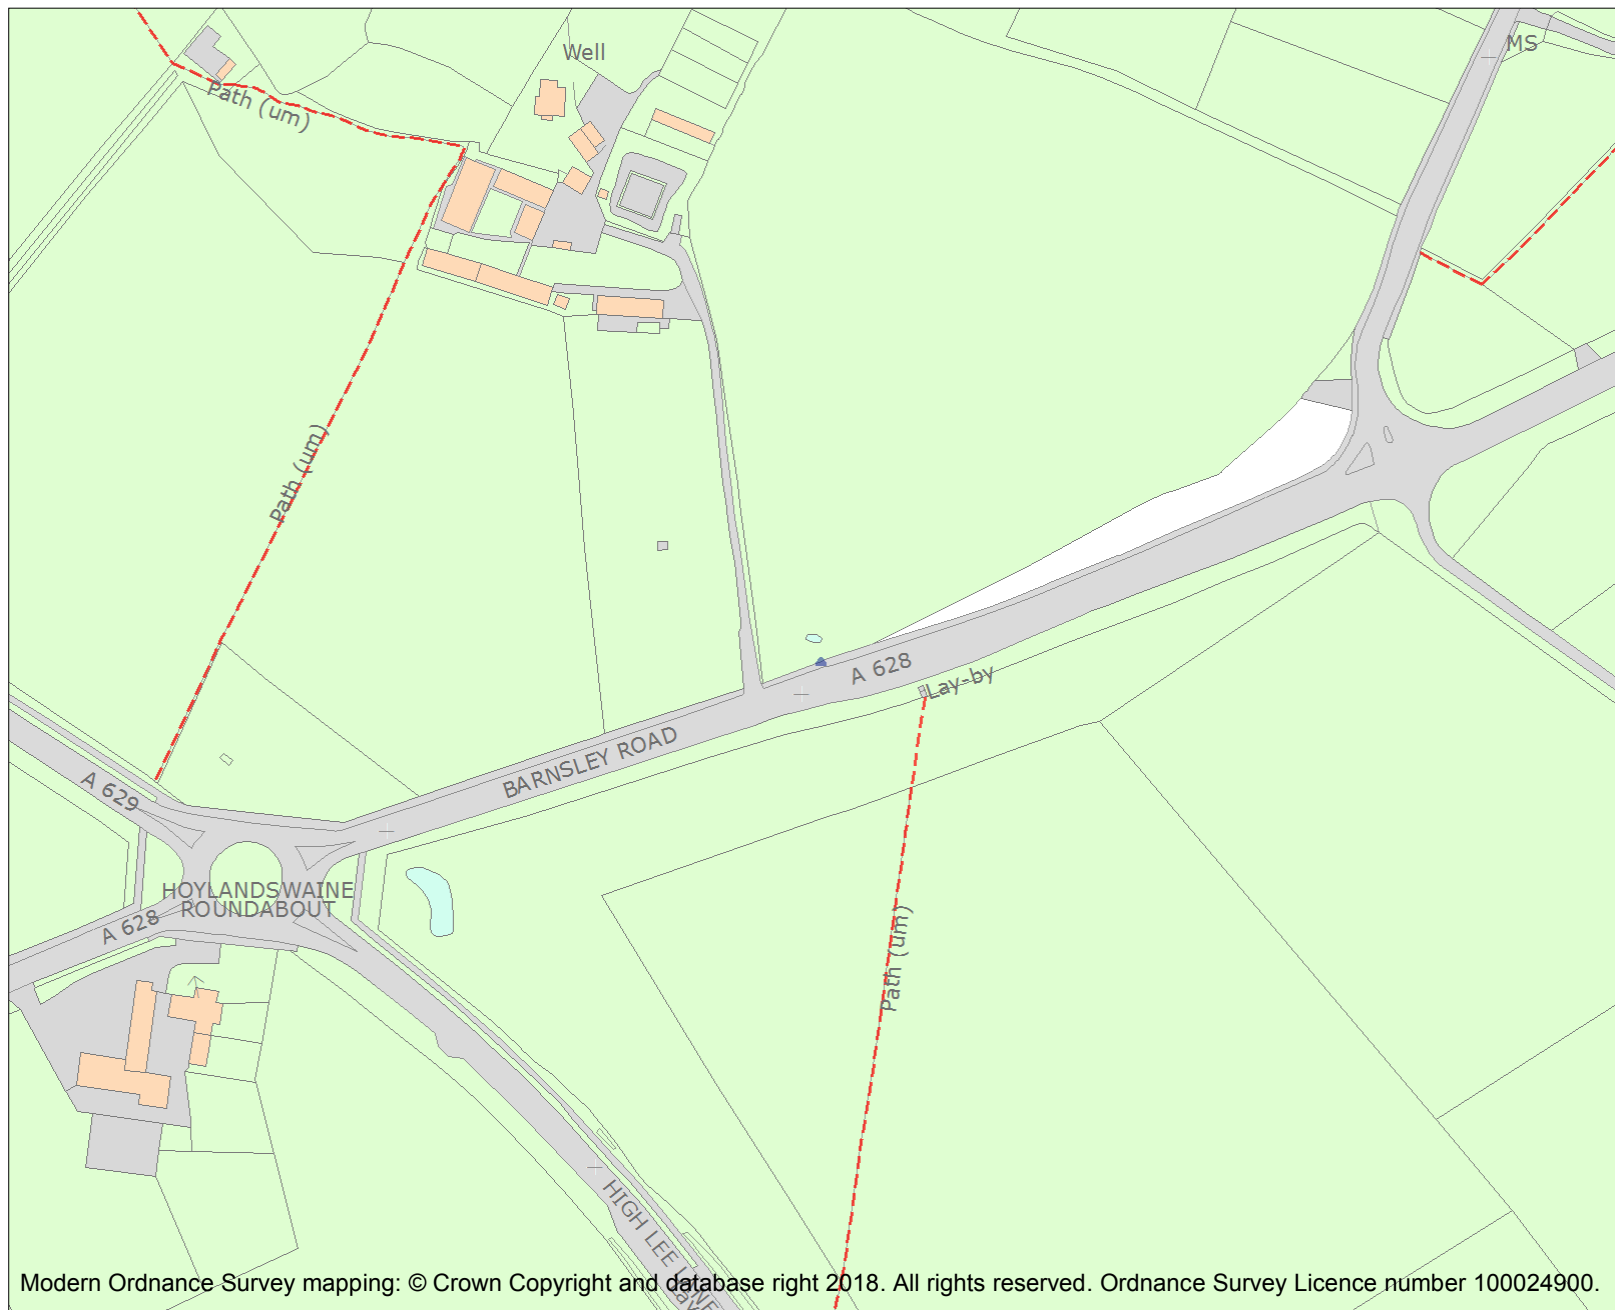 Well
MS
Path (um)
Path (um)
A 628
Lay-by
BARNSLEY ROAD
A 629
HOYLANDSWAINE
ROUNDABOUT
A 628
Path (um)
HIGH LEE LANE
Lay
Modern Ordnance Survey mapping: © Crown Copyright and database right 2018. All rights reserved. Ordnance Survey Licence number 100024900.